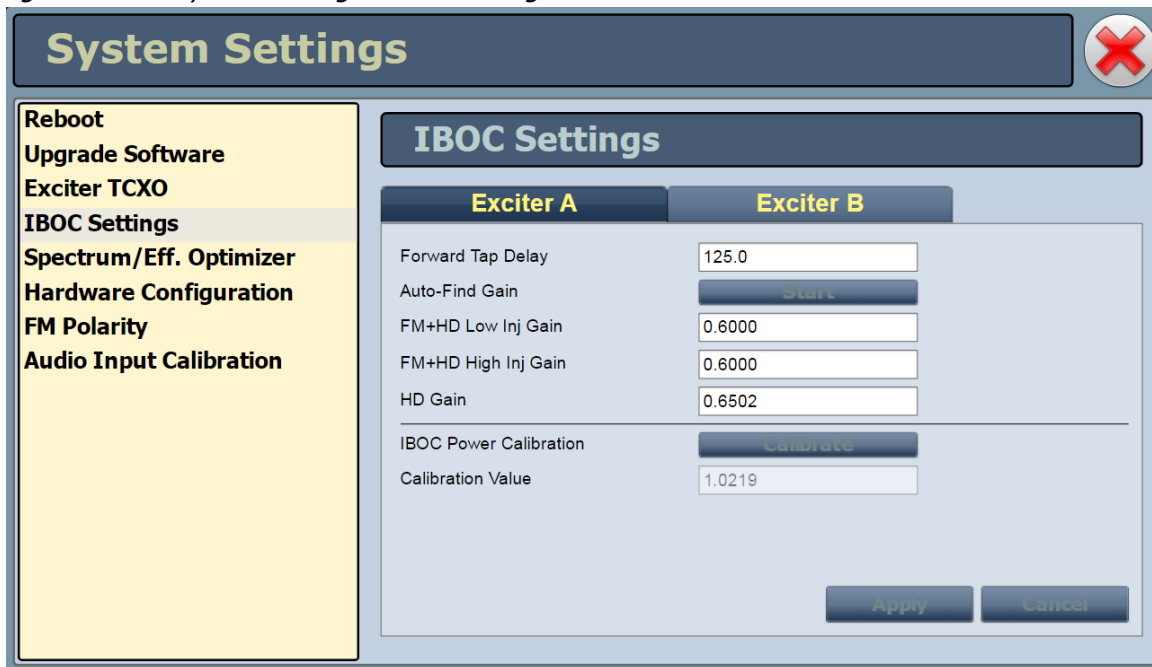 System Settings
Reboot
Upgrade Software
Exciter TCXO
IBOC Settings
Spectrum/Eff. Optimizer
Hardware Configuration
FM Polarity
Audio Input Calibration
IBOC Settings
Exciter A Exciter B
Forward Tap Delay 125.0
Auto-Find Gain Start
FM+HD Low Inj Gain 0.6000
FM+HD High Inj Gain 0.6000
HD Gain 0.6502
IBOC Power Calibration Calibrate
Calibration Value 1.0219
Apply Cancel